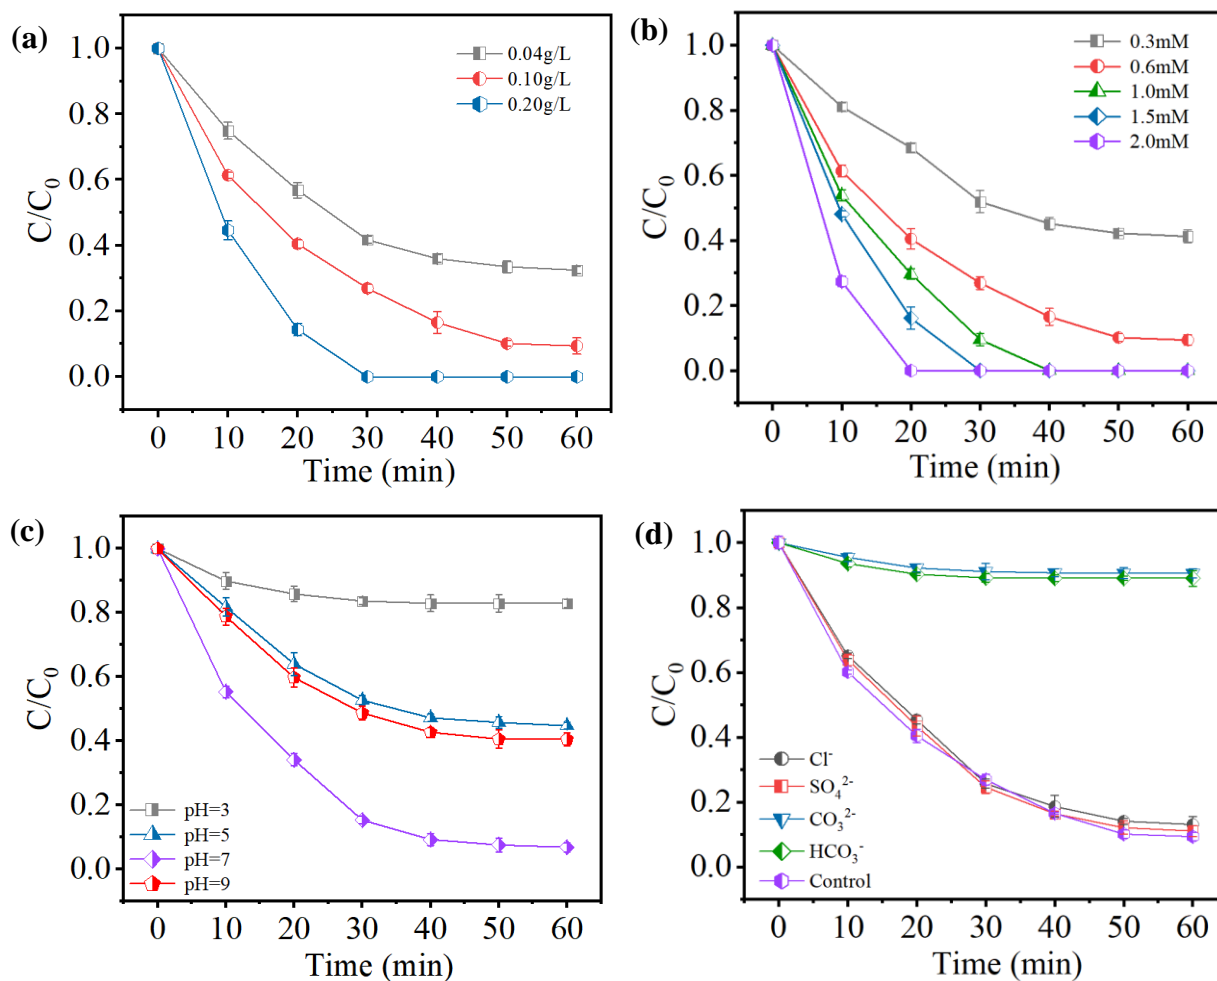 (a)
0.04g/L
0.10g/L
0.20g/L
1.0
0.8
0.6
0.4
0.2
0.0
C/C₀
0 10 20 30 40 50 60
Time (min)
(b)
0.3mM
0.6mM
1.0mM
1.5mM
2.0mM
1.0
0.8
0.6
0.4
0.2
0.0
C/C₀
0 10 20 30 40 50 60
Time (min)
(c)
1.0
0.8
0.6
0.4
0.2
0.0
C/C₀
pH=3
pH=5
pH=7
pH=9
0 10 20 30 40 50 60
Time (min)
(d)
1.0
0.8
0.6
0.4
0.2
0.0
C/C₀
Cl⁻
SO₄²⁻
CO₃²⁻
HCO₃⁻
Control
0 10 20 30 40 50 60
Time (min)